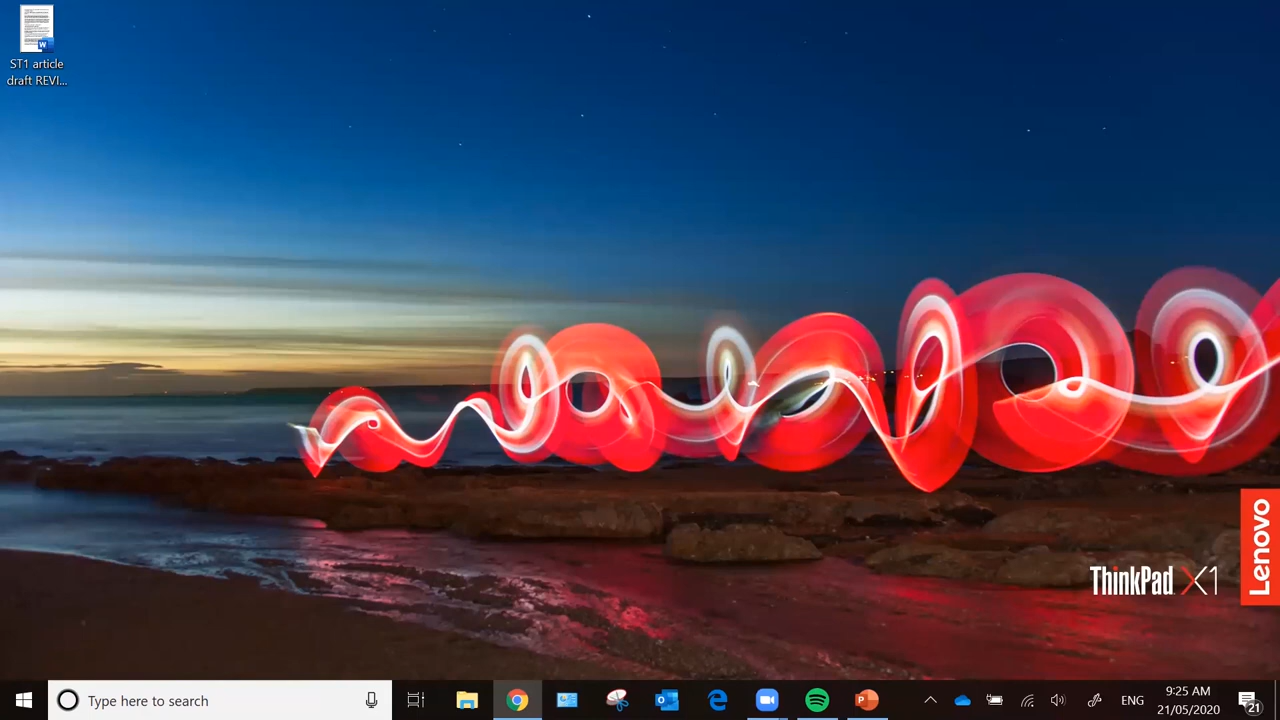 ST1 article
draft REVI...
ThinkPad X1
Lenovo
Type here to search
ENG
9:25 AM
21/05/2020
21